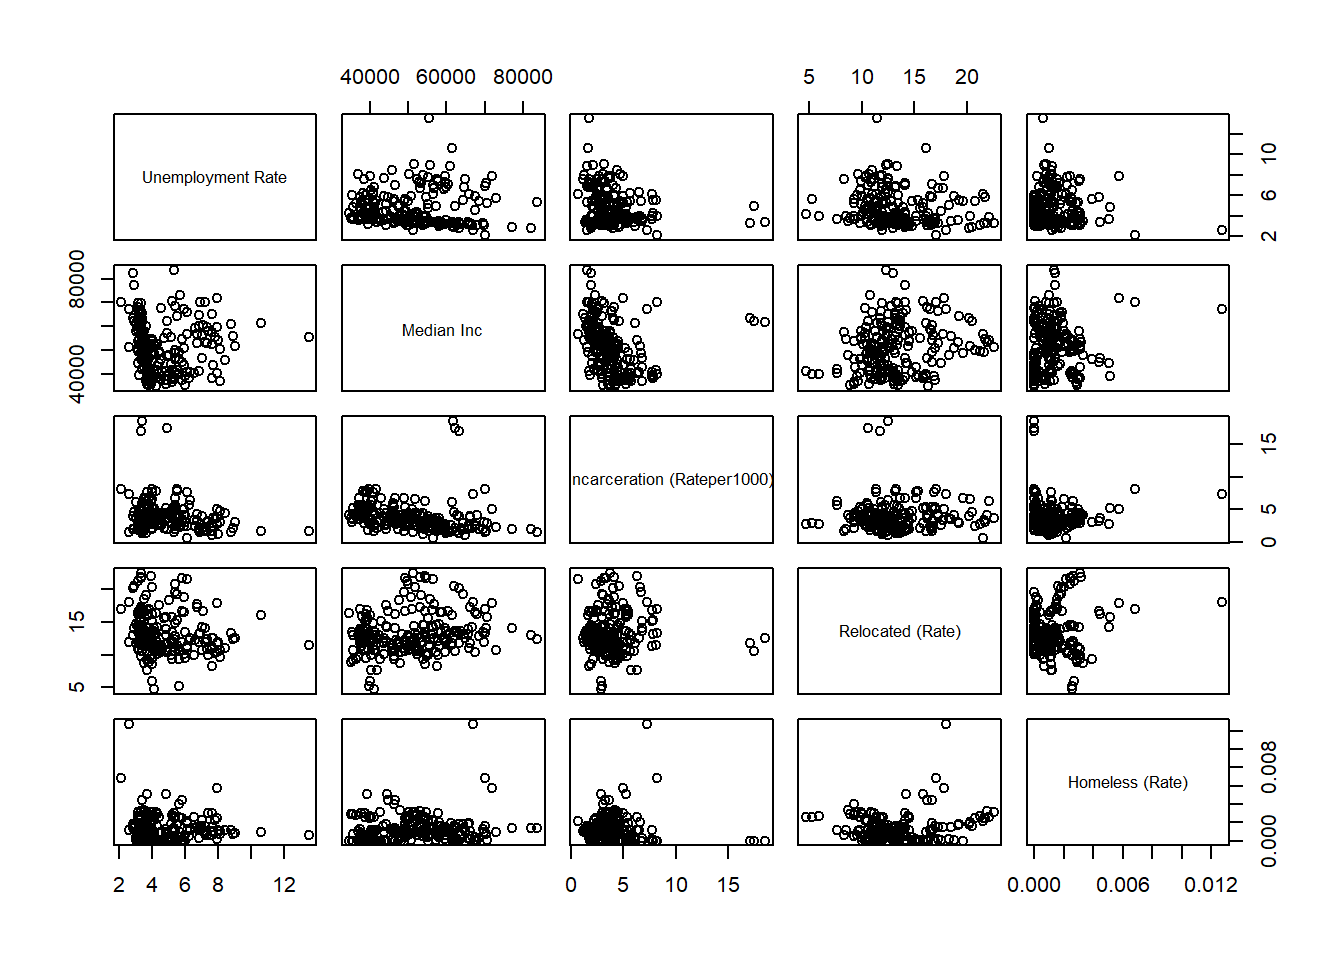 40000 60000 80000 5 10 15 20
Unemployment Rate
2 6 10
40000 80000
Median Inc
ncarceration (Rateper1000)
0 5 15
5 15
Relocated (Rate)
Homeless (Rate)
0.000 0.008
2 4 6 8 12 0 5 10 15 0.000 0.006 0.012